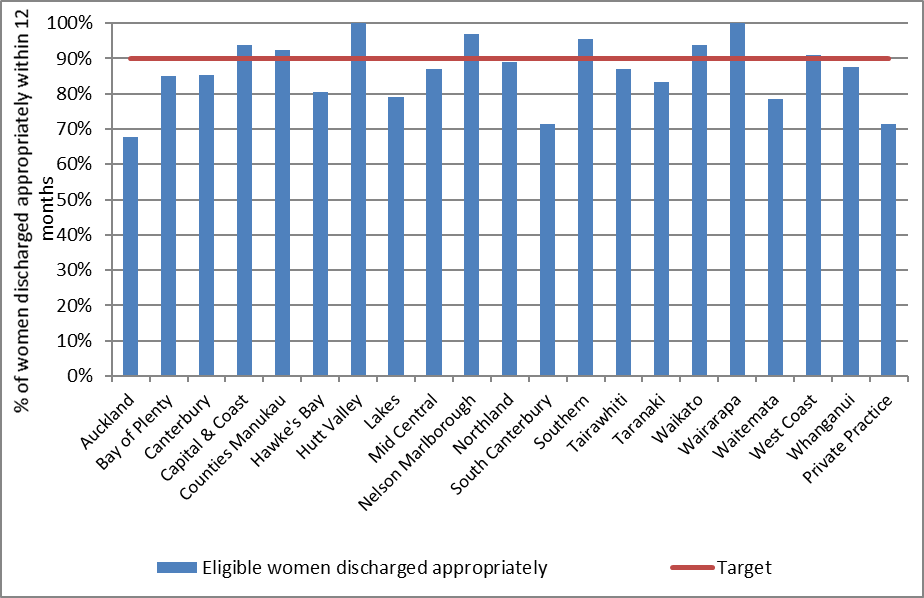 % of women discharged appropriately within 12
months
100%
90%
80%
70%
60%
50%
40%
30%
20%
10%
0%
Auckland
Bay of Plenty
Canterbury
Capital & Coast
Counties Manukau
Hawke's Bay
Hutt Valley
Lakes
Mid Central
Nelson Marlborough
Northland
South Canterbury
Southern
Tairawhiti
Taranaki
Waikato
Wairarapa
Waitemata
West Coast
Whanganui
Private Practice
Eligible women discharged appropriately
Target